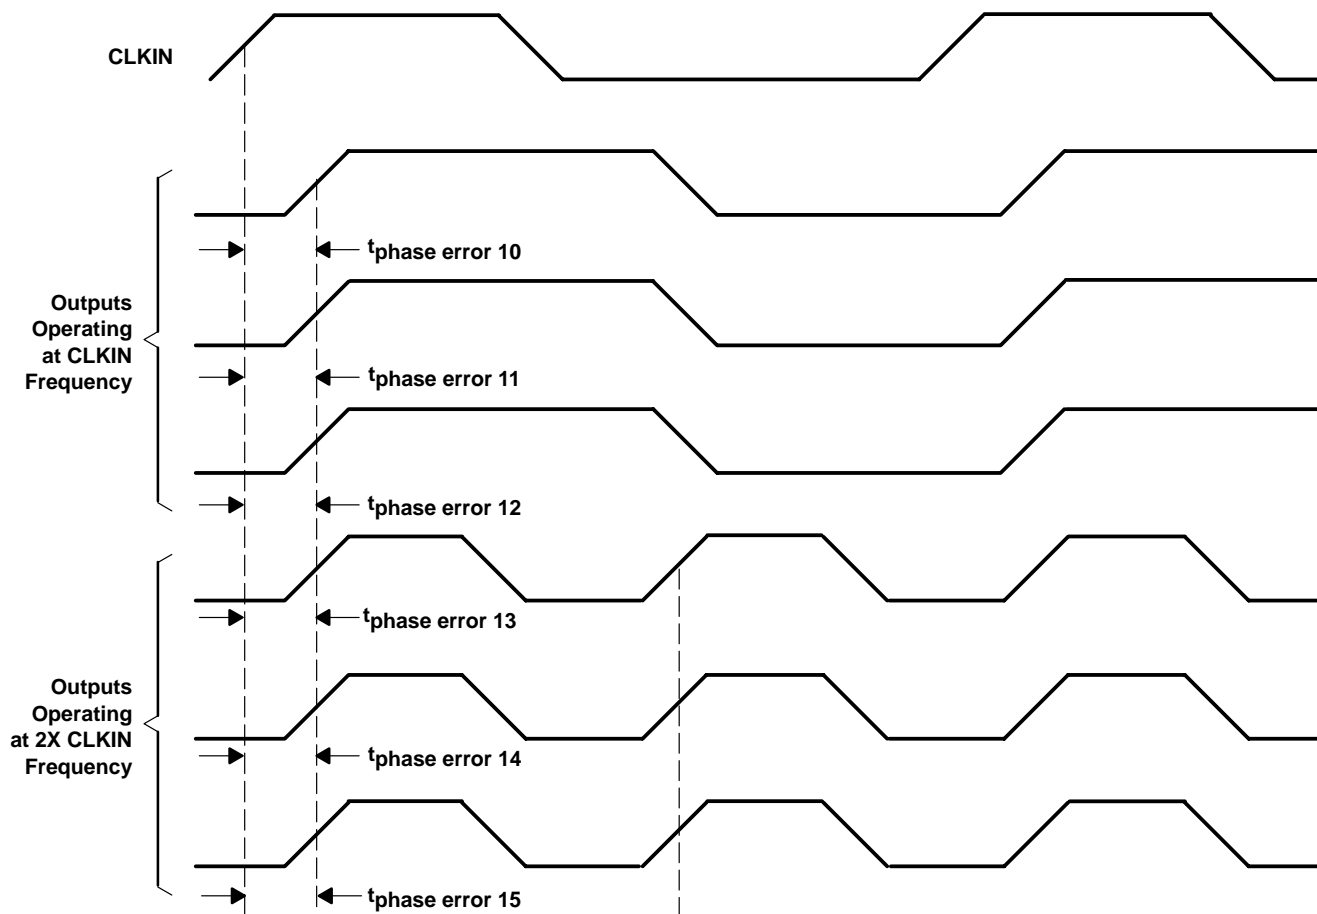 CLKIN
tphase error 10
Outputs
Operating
at CLKIN
Frequency
tphase error 11
tphase error 12
tphase error 13
Outputs
Operating
at 2X CLKIN
Frequency
tphase error 14
tphase error 15